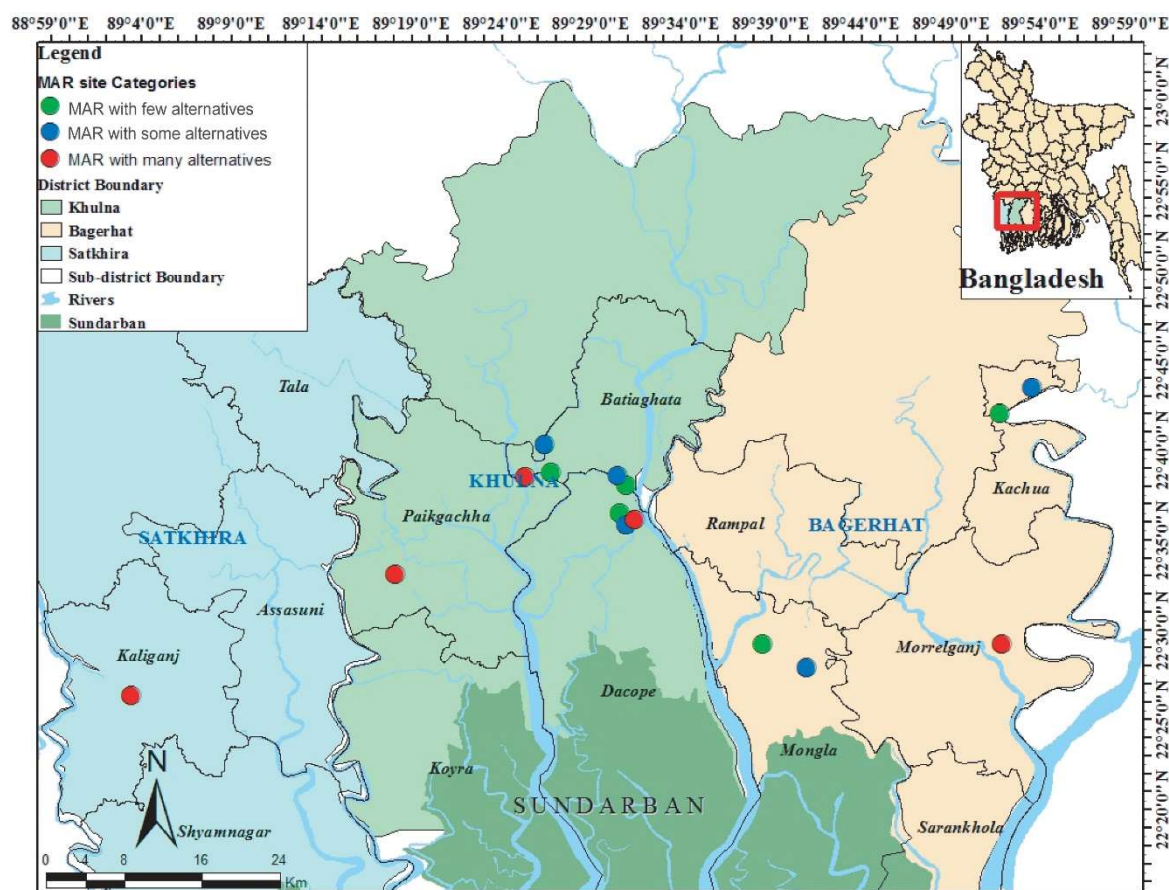 88°59'0"E 89°4'0"E 89°9'0"E 89°14'0"E 89°19'0"E 89°24'0"E 89°29'0"E 89°34'0"E 89°39'0"E 89°44'0"E 89°49'0"E 89°54'0"E 89°59'0"E
Legend
MAR site Categories
MAR with few alternatives
MAR with some alternatives
MAR with many alternatives
District Boundary
Khulna
Bagerhat
Satkhira
Sub-district Boundary
Rivers
Sundarban
Bangladesh
Tala
Batiaghata
KHULNA
Paikgachha
Rampal
BAGERHAT
Kachua
SATKHIRA
Assasuni
Kaliganj
Morrelganj
Dacope
Mongla
Koyra
SUNDARBAN
Sarankhola
Shyamnagar
N
0 4 8 16 24
Km
23°0'0"N
22°55'0"N
22°50'0"N
22°45'0"N
22°40'0"N
22°35'0"N
22°30'0"N
22°25'0"N
22°20'0"N